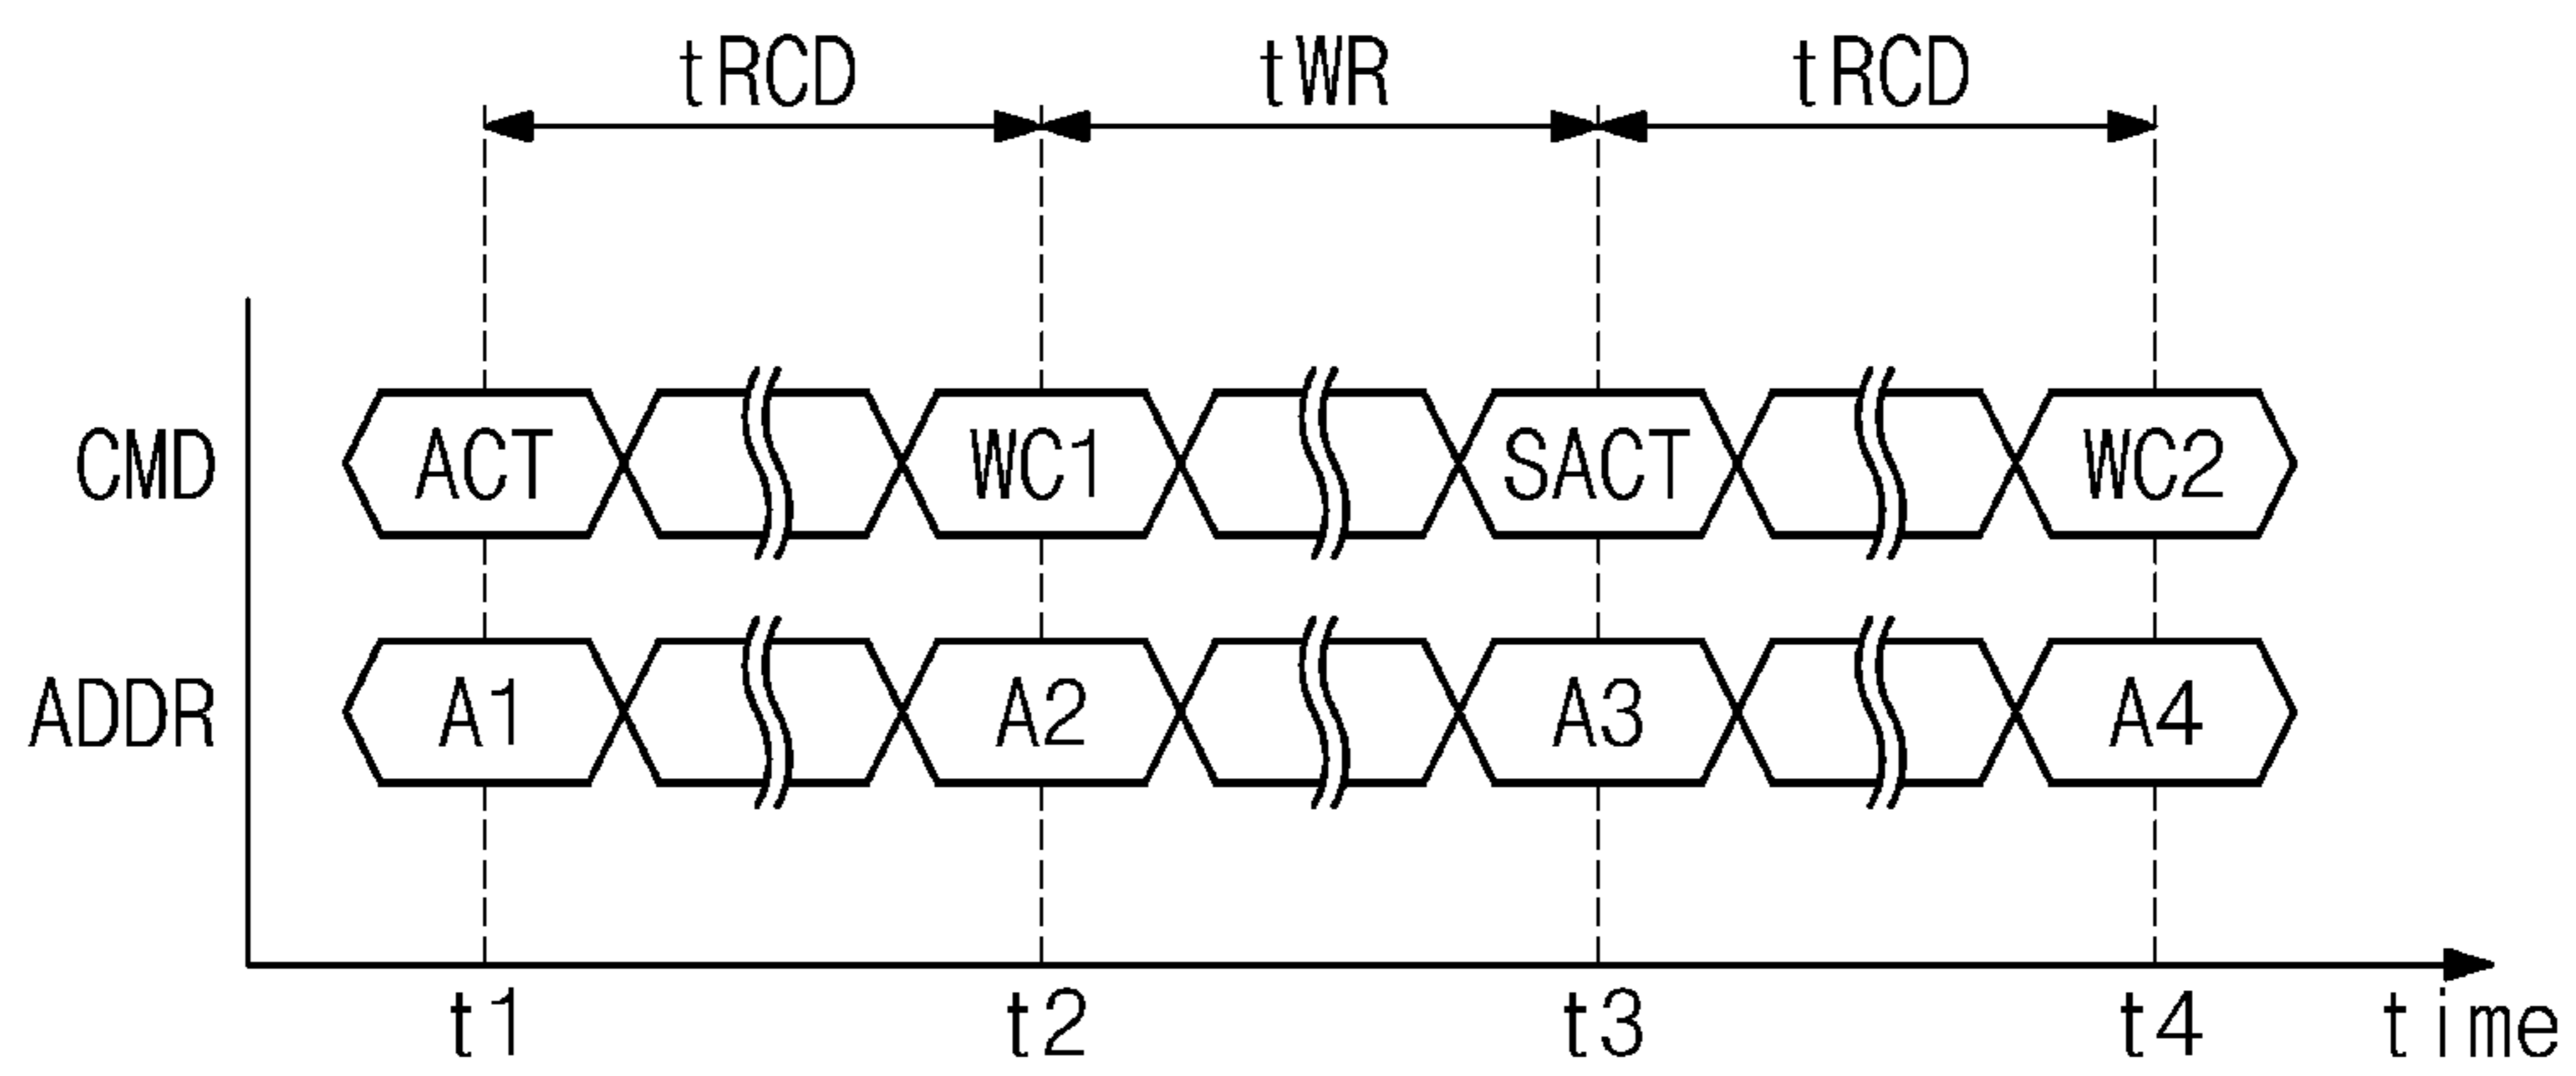 tRCD tWR tRCD
CMD ACT WC1 SACT WC2
ADDR A1 A2 A3 A4
t1 t2 t3 t4 time